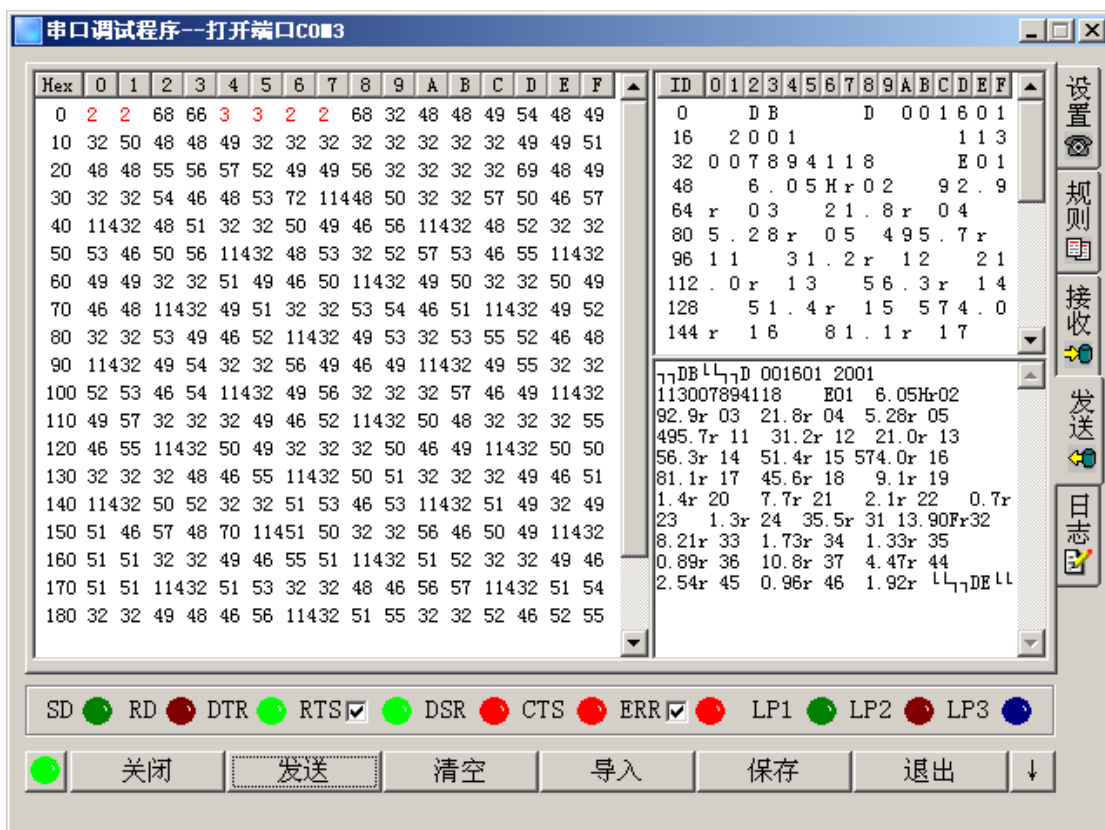 串口调试程序--打开端口COM3
Hex 0 1 2 3 4 5 6 7 8 9 A B C D E F
0 2 2 68 66 3 3 2 2 68 32 48 48 49 54 48 49
10 32 50 48 48 49 32 32 32 32 32 32 32 32 49 49 51
20 48 48 55 56 57 52 49 49 56 32 32 32 32 69 48 49
30 32 32 54 46 48 53 72 11448 50 32 32 57 50 46 57
40 11432 48 51 32 32 50 49 46 56 11432 48 52 32 32
50 53 46 50 56 11432 48 53 32 52 57 53 46 55 11432
60 49 49 32 32 51 49 46 50 11432 49 50 32 32 50 49
70 46 48 11432 49 51 32 32 53 54 46 51 11432 49 52
80 32 32 53 49 46 52 11432 49 53 32 53 55 52 46 48
90 11432 49 54 32 32 56 49 46 49 11432 49 55 32 32
100 52 53 46 54 11432 49 56 32 32 32 57 46 49 11432
110 49 57 32 32 32 49 46 52 11432 50 48 32 32 32 55
120 46 55 11432 50 49 32 32 32 50 46 49 11432 50 50
130 32 32 32 48 46 55 11432 50 51 32 32 32 49 46 51
140 11432 50 52 32 32 51 53 46 53 11432 51 49 32 49
150 51 46 57 48 70 11451 50 32 32 56 46 50 49 11432
160 51 51 32 32 49 46 55 51 11432 51 52 32 32 49 46
170 51 51 11432 51 53 32 32 48 46 56 57 11432 51 54
180 32 32 49 48 46 56 11432 51 55 32 32 52 46 52 55
ID 0 1 2 3 4 5 6 7 8 9 A B C D E F
0 D B D 0 0 1 6 0 1
16 2 0 0 1 1 1 3
32 0 0 7 8 9 4 1 1 8 E 0 1
48 6 . 0 5 H r 0 2 9 2 . 9
64 r 0 3 2 1 . 8 r 0 4
80 5 . 2 8 r 0 5 4 9 5 . 7 r
96 1 1 3 1 . 2 r 1 2 2 1
112 . 0 r 1 3 5 6 . 3 r 1 4
128 5 1 . 4 r 1 5 5 7 4 . 0
144 r 1 6 8 1 . 1 r 1 7
┐┐DB└└┐┐D 001601 2001
113007894118 E01 6.05Hr02
92.9r 03 21.8r 04 5.28r 05
495.7r 11 31.2r 12 21.0r 13
56.3r 14 51.4r 15 574.0r 16
81.1r 17 45.6r 18 9.1r 19
1.4r 20 7.7r 21 2.1r 22 0.7r
23 1.3r 24 35.5r 31 13.90Fr32
8.21r 33 1.73r 34 1.33r 35
0.89r 36 10.8r 37 4.47r 44
2.54r 45 0.96r 46 1.92r └└┐┐DE└└
设置
规则
接收
发送
日志
SD RD DTR RTS DSR CTS ERR LP1 LP2 LP3
关闭 发送 清空 导入 保存 退出 ↓